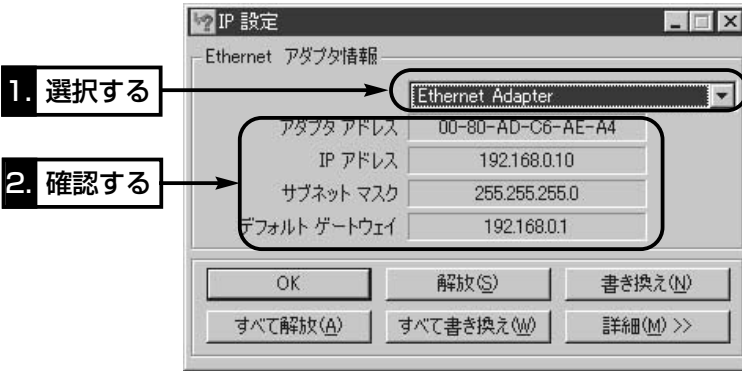 IP 設定
Ethernet アダプタ情報
1. 選択する
Ethernet Adapter
アダプタ アドレス 00-80-AD-C6-AE-A4
IP アドレス 192.168.0.10
2. 確認する
サブネット マスク 255.255.255.0
デフォルト ゲートウェイ 192.168.0.1
OK 解放(S) 書き換え(N)
すべて解放(A) すべて書き換え(W) 詳細(M) >>